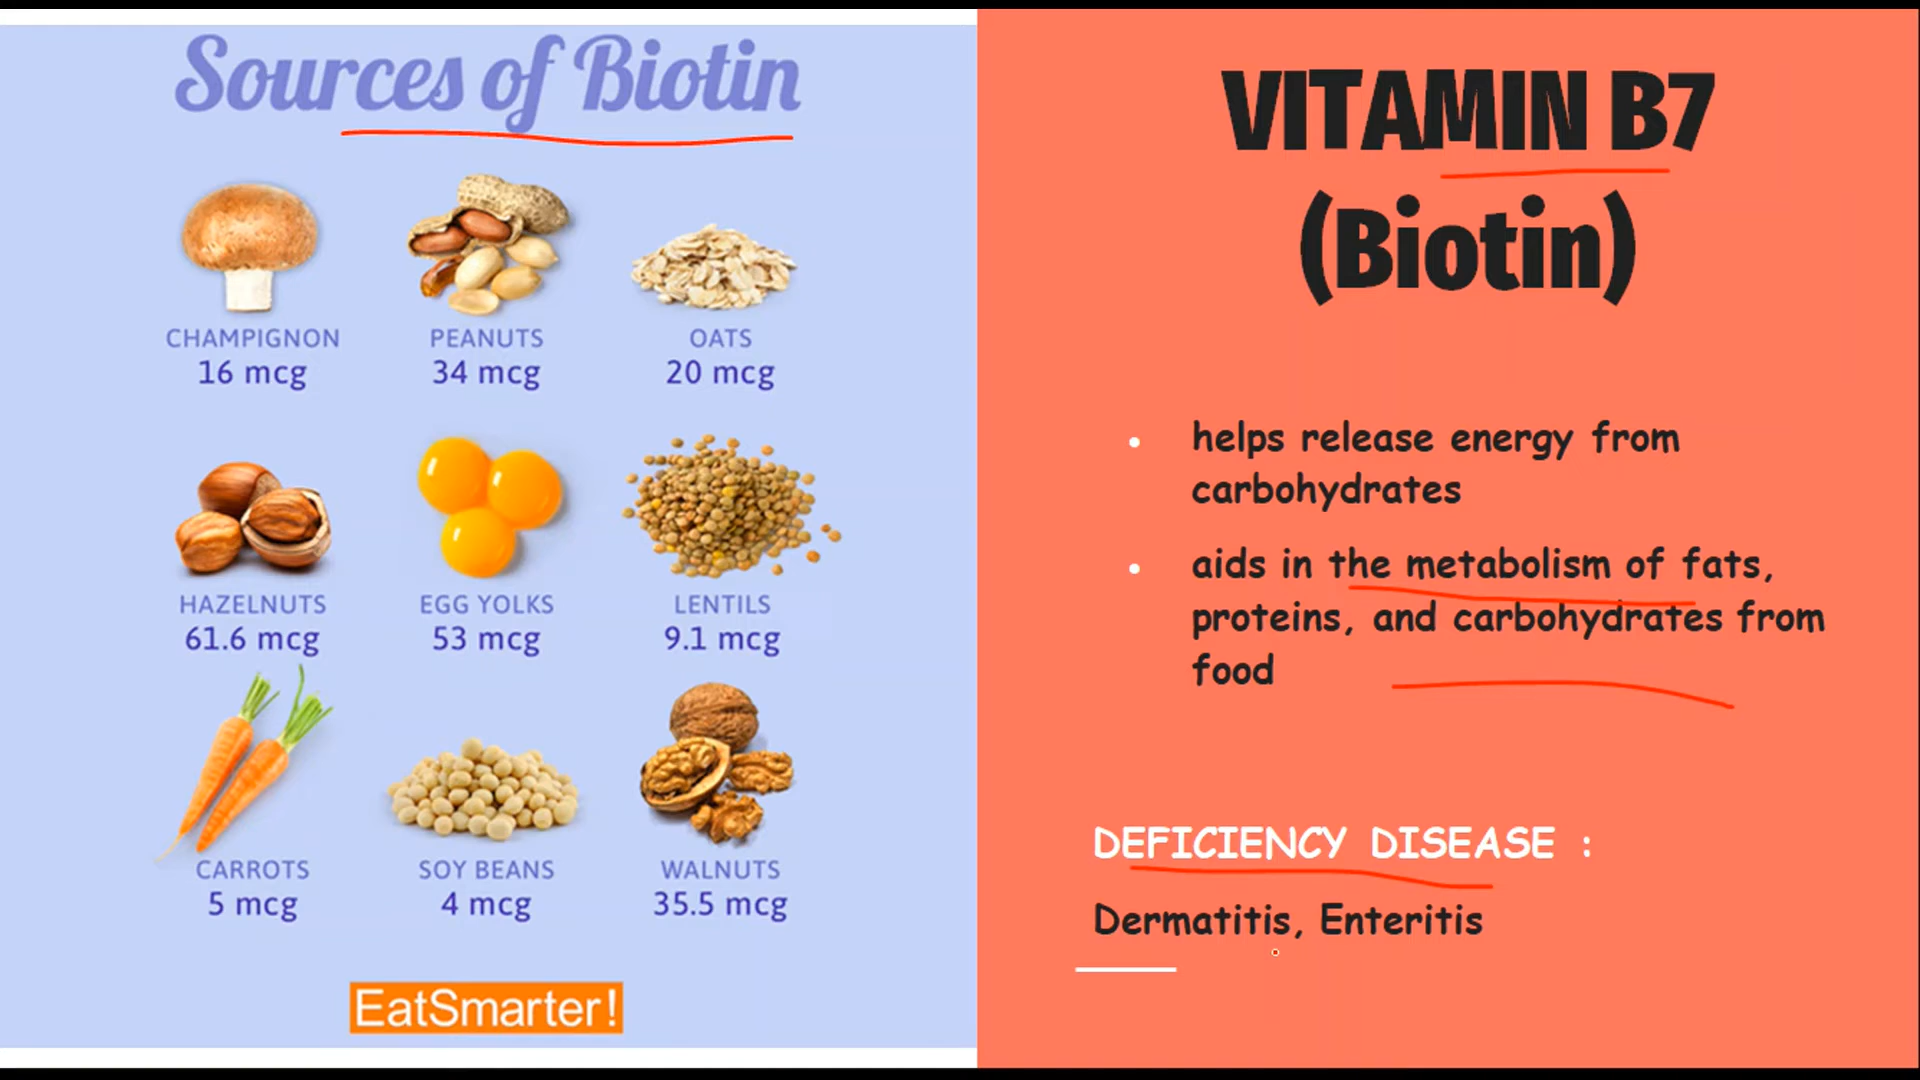 Sources of Biotin
CHAMPIGNON
16 mcg
PEANUTS
34 mcg
OATS
20 mcg
HAZELNUTS
61.6 mcg
EGG YOLKS
53 mcg
LENTILS
9.1 mcg
CARROTS
5 mcg
SOY BEANS
4 mcg
WALNUTS
35.5 mcg
EatSmarter!
VITAMIN B7
(Biotin)
• helps release energy from
carbohydrates
• aids in the metabolism of fats,
proteins, and carbohydrates from
food
DEFICIENCY DISEASE :
Dermatitis, Enteritis